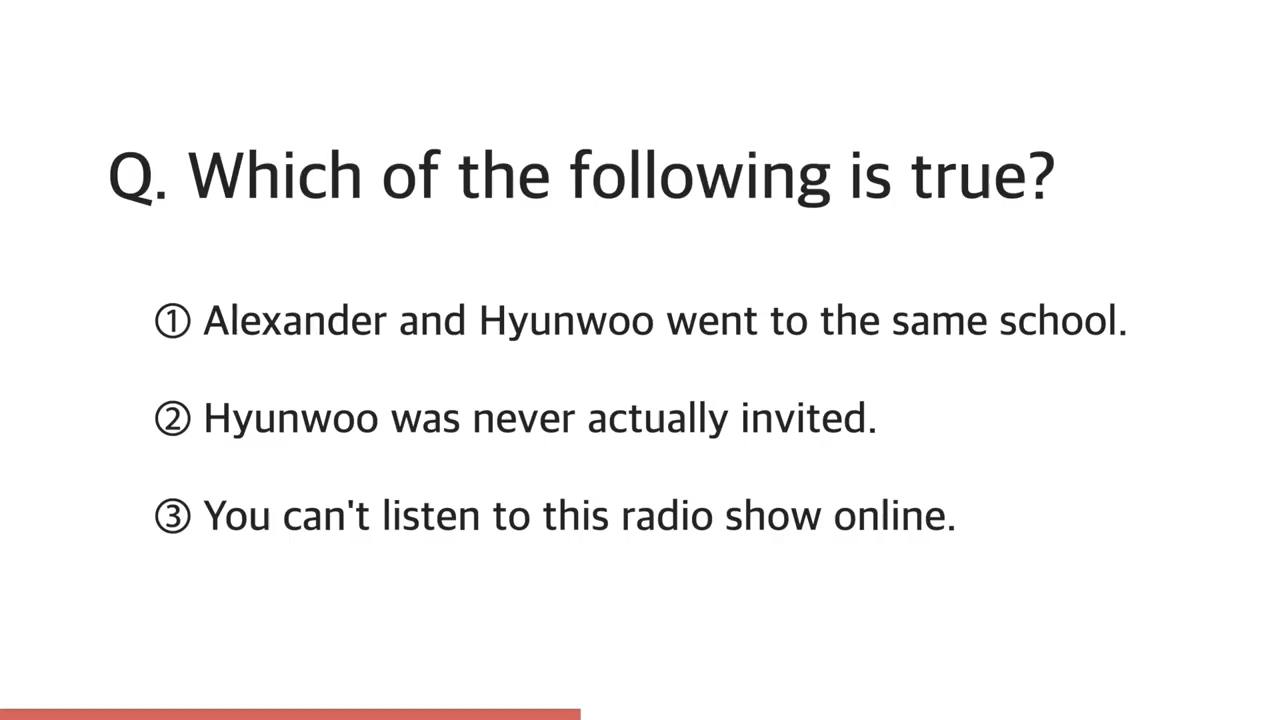 Q. Which of the following is true?
① Alexander and Hyunwoo went to the same school.
② Hyunwoo was never actually invited.
③ You can't listen to this radio show online.